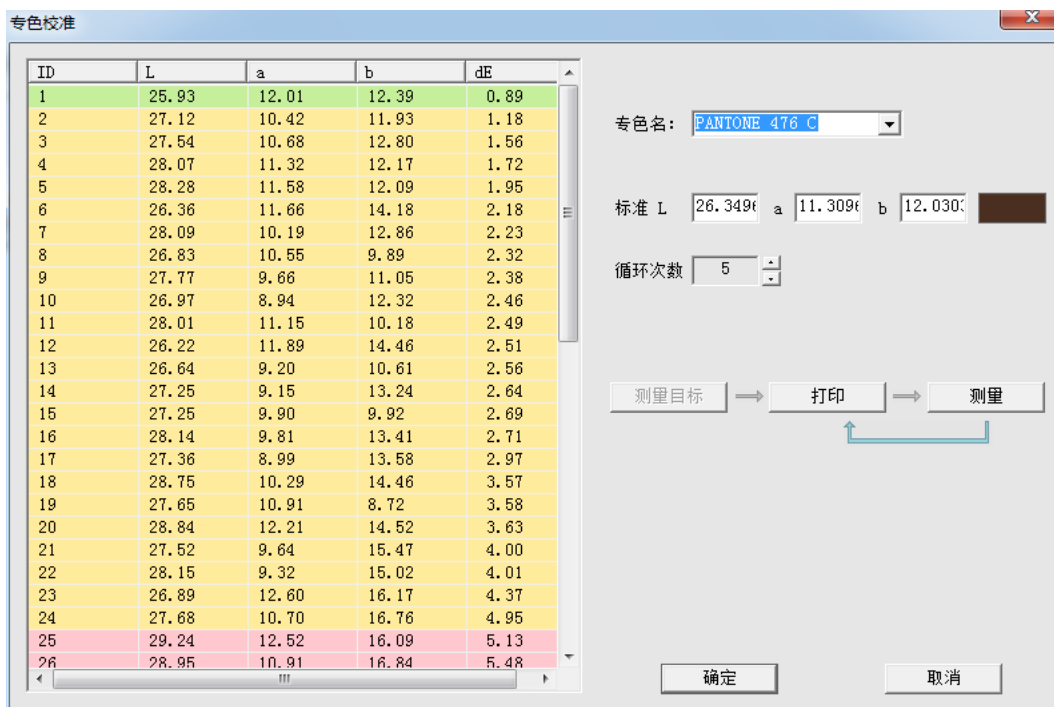 专色校准
ID L a b dE
1 25.93 12.01 12.39 0.89
2 27.12 10.42 11.93 1.18
3 27.54 10.68 12.80 1.56
4 28.07 11.32 12.17 1.72
5 28.28 11.58 12.09 1.95
6 26.36 11.66 14.18 2.18
7 28.09 10.19 12.86 2.23
8 26.83 10.55 9.89 2.32
9 27.77 9.66 11.05 2.38
10 26.97 8.94 12.32 2.46
11 28.01 11.15 10.18 2.49
12 26.22 11.89 14.46 2.51
13 26.64 9.20 10.61 2.56
14 27.25 9.15 13.24 2.64
15 27.25 9.90 9.92 2.69
16 28.14 9.81 13.41 2.71
17 27.36 8.99 13.58 2.97
18 28.75 10.29 14.46 3.57
19 27.65 10.91 8.72 3.58
20 28.84 12.21 14.52 3.63
21 27.52 9.64 15.47 4.00
22 28.15 9.32 15.02 4.01
23 26.89 12.60 16.17 4.37
24 27.68 10.70 16.76 4.95
25 29.24 12.52 16.09 5.13
26 28.95 10.91 16.84 5.48
专色名: PANTONE 476 C
标准 L 26.349 a 11.309 b 12.030
循环次数 5
测量目标 打印 测量
确定 取消